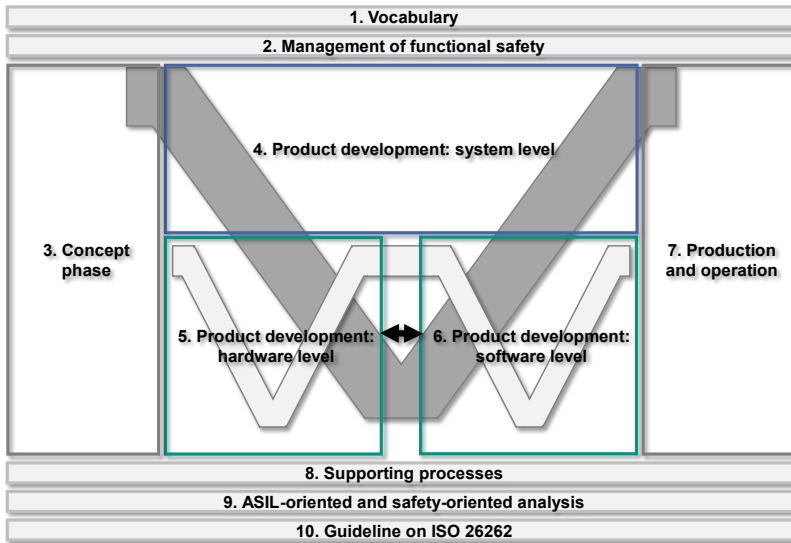 1. Vocabulary
2. Management of functional safety
4. Product development: system level
3. Concept
phase
7. Production
and operation
5. Product development:
hardware level
6. Product development:
software level
8. Supporting processes
9. ASIL-oriented and safety-oriented analysis
10. Guideline on ISO 26262